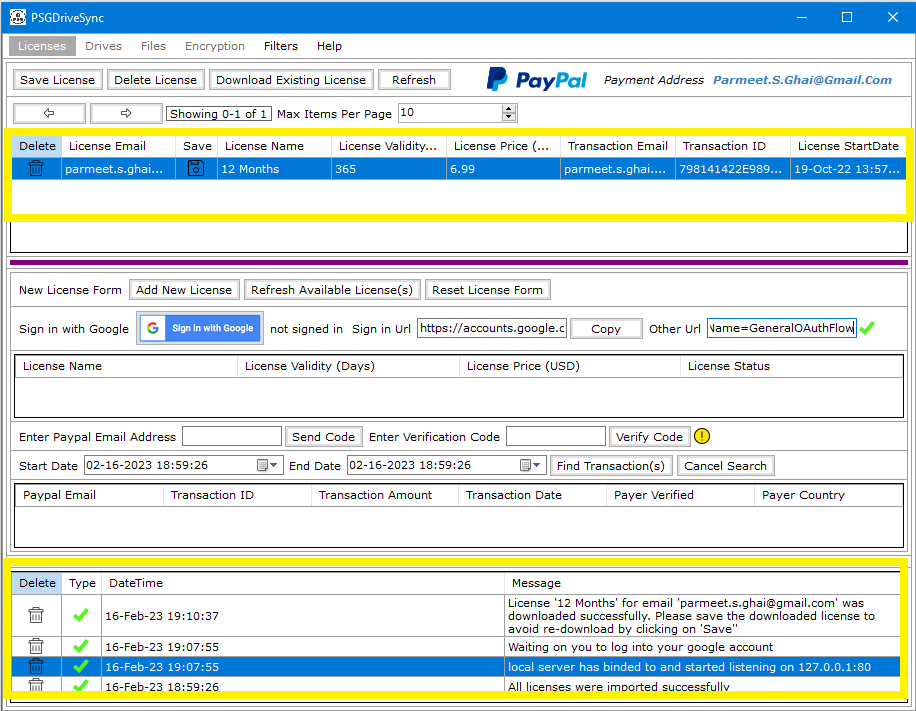 PSGDriveSync
Licenses Drives Files Encryption Filters Help
Save License Delete License Download Existing License Refresh PayPal Payment Address Parmeet.S.Ghai@Gmail.Com
Showing 0-1 of 1 Max Items Per Page 10
Delete License Email Save License Name License Validity... License Price (... Transaction Email Transaction ID License StartDate
parmeet.s.ghai... 12 Months 365 6.99 parmeet.s.ghai.... 798141422E989... 19-Oct-22 13:57...
New License Form Add New License Refresh Available License(s) Reset License Form
Sign in with Google G Sign in with Google not signed in Sign in Url https://accounts.google.c Copy Other Url Name=GeneralOAuthFlow
License Name License Validity (Days) License Price (USD) License Status
Enter Paypal Email Address Send Code Enter Verification Code Verify Code !
Start Date 02-16-2023 18:59:26 End Date 02-16-2023 18:59:26 Find Transaction(s) Cancel Search
Paypal Email Transaction ID Transaction Amount Transaction Date Payer Verified Payer Country
Delete Type DateTime Message
16-Feb-23 19:10:37 License '12 Months' for email 'parmeet.s.ghai@gmail.com' was
downloaded successfully. Please save the downloaded license to
avoid re-download by clicking on 'Save"
16-Feb-23 19:07:55 Waiting on you to log into your google account
16-Feb-23 19:07:55 local server has binded to and started listening on 127.0.0.1:80
16-Feb-23 18:59:26 All licenses were imported successfully